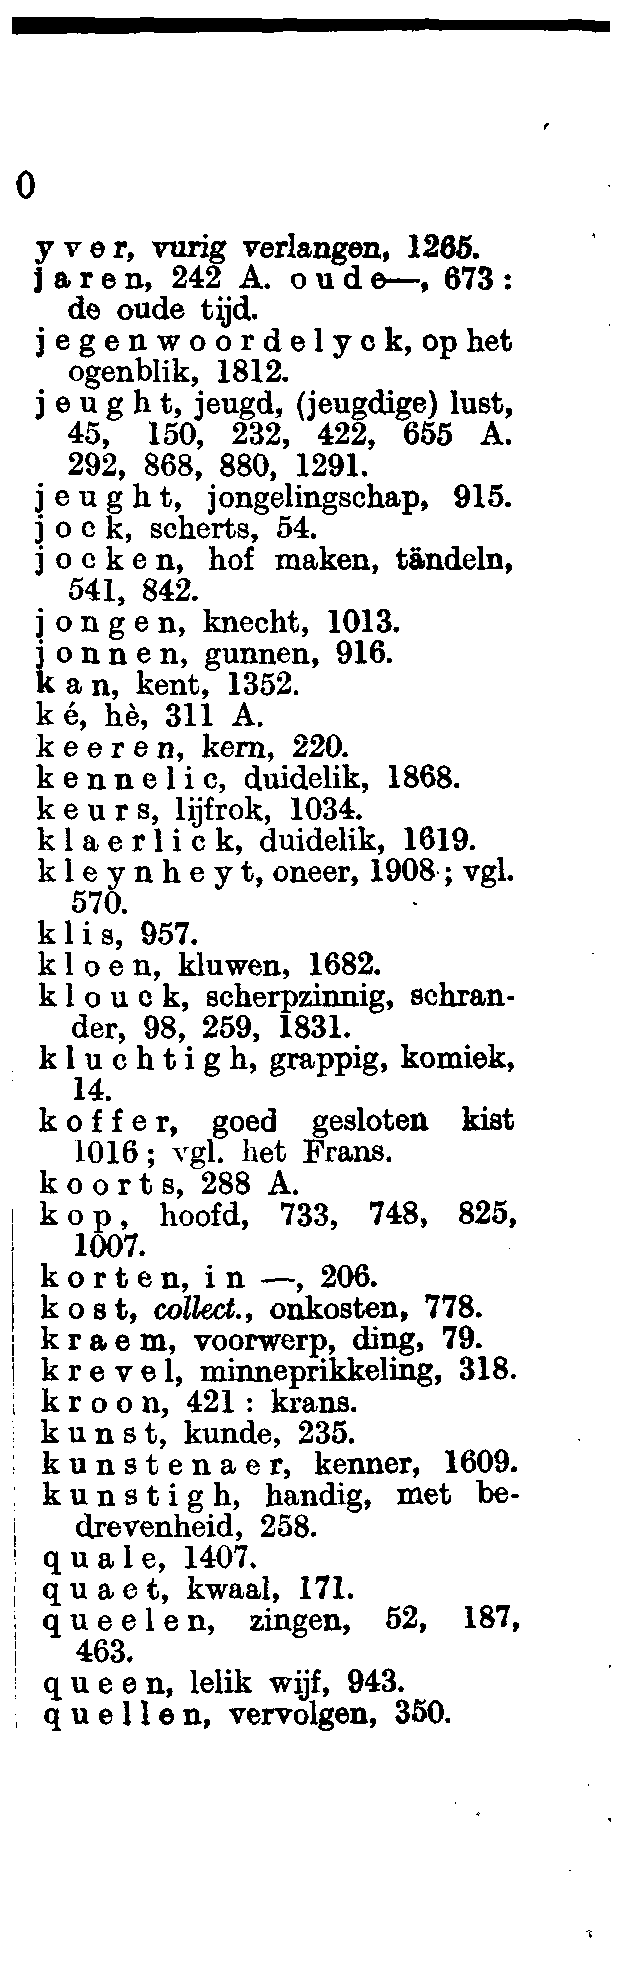 0
yver, vurig verlangen, 1265.
jaren, 242 A. oude—, 673 :
de oude tijd.
jegenwoordelyck, op het
ogenblik, 1812.
jeught, jeugd, (jeugdige) lust,
45, 150, 232, 422, 655 A.
292, 868, 880, 1291.
jeught, jongelingschap, 915.
jock, scherts, 54.
jocken, hof maken, tändeln,
541, 842.
jongen, knecht, 1013.
jonnen, gunnen, 916.
kan, kent, 1352.
ké, hè, 311 A.
keeren, kern, 220.
kennelic, duidelik, 1868.
keurs, lijfrok, 1034.
klaerlick, duidelik, 1619.
kleynheyt, oneer, 1908 ; vgl.
570.
klis, 957.
kloen, kluwen, 1682.
klouck, scherpzinnig, schran-
der, 98, 259, 1831.
kluchtigh, grappig, komiek,
14.
koffer, goed gesloten kist
1016 ; vgl. het Frans.
koorts, 288 A.
kop, hoofd, 733, 748, 825,
1007.
korten, in —, 206.
kost, collect., onkosten, 778.
kraem, voorwerp, ding, 79.
krevel, minneprikkeling, 318.
kroon, 421 : krans.
kunst, kunde, 235.
kunstenaer, kenner, 1609.
kunstigh, handig, met be-
drevenheid, 258.
quale, 1407.
quaet, kwaal, 171.
queelen, zingen, 52, 187,
463.
queen, lelik wijf, 943.
quellen, vervolgen, 350.